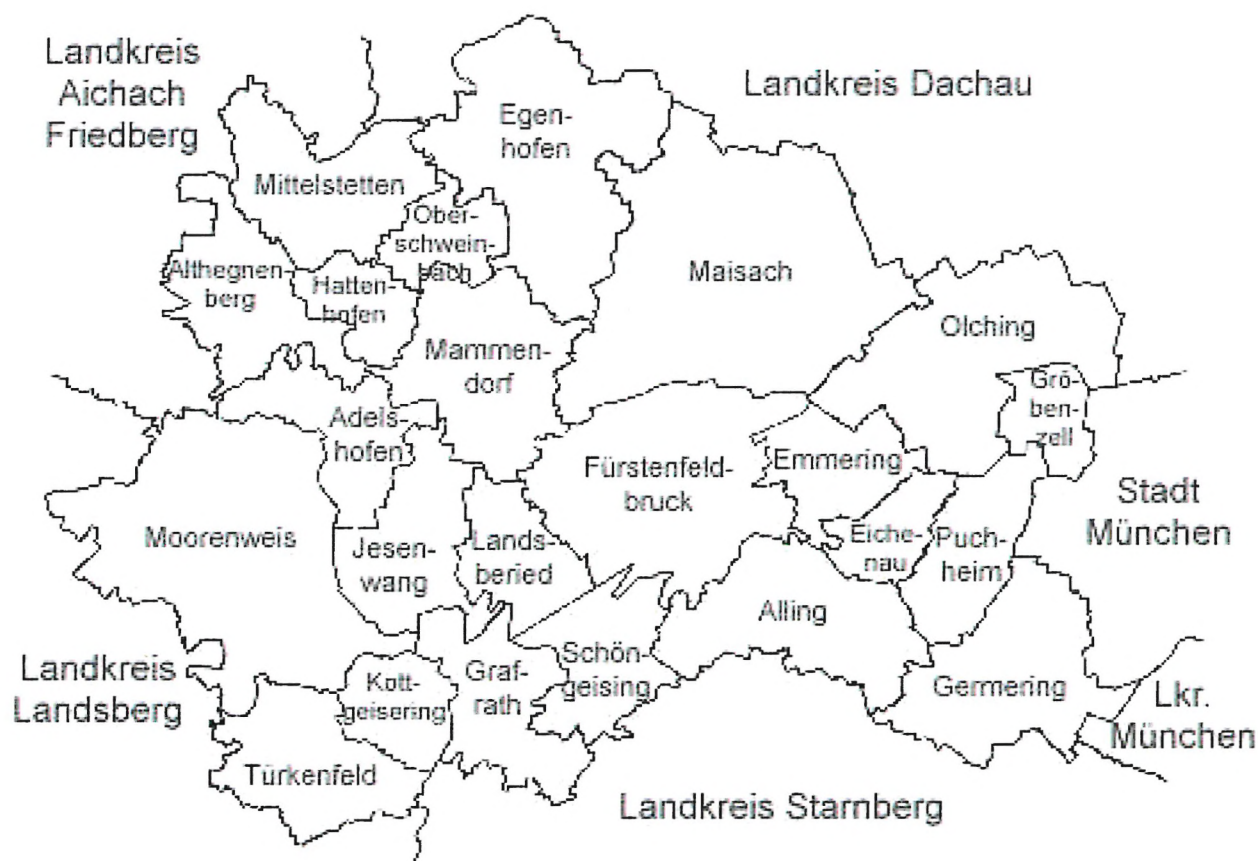 Landkreis
Aichach
Friedberg
Landkreis Dachau
Egen-
hofen
Mittelstetten
Ober-
schwein-
bach
Althegnen-
berg
Hatten-
hofen
Maisach
Olching
Mammen-
dorf
Grö-
ben-
zell
Adels-
hofen
Fürstenfeld-
bruck
Emmering
Stadt
München
Moorenweis
Jesen-
wang
Lands-
beried
Eiche-
nau
Puch-
heim
Alling
Landkreis
Landsberg
Kott-
geisering
Graf-
rath
Schön-
geising
Germering
Lkr.
München
Türkenfeld
Landkreis Starnberg